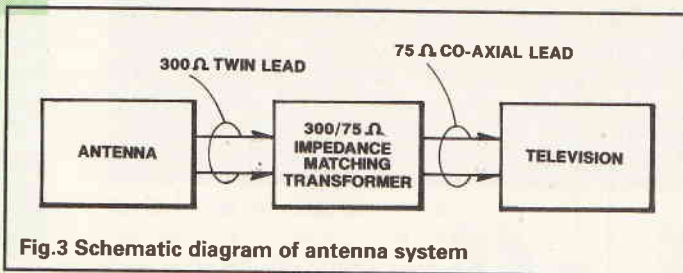 300Ω TWIN LEAD
75Ω CO-AXIAL LEAD
ANTENNA
300/75Ω
IMPEDANCE
MATCHING
TRANSFORMER
TELEVISION
Fig.3 Schematic diagram of antenna system